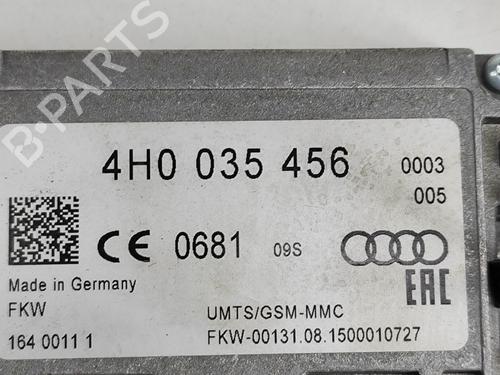 B-PARTS
4H0 035 456 0003
005
CE 0681 09S
Made in Germany
EAC
FKW
UMTS/GSM-MMC
164 0011 1
FKW-00131.08.1500010727